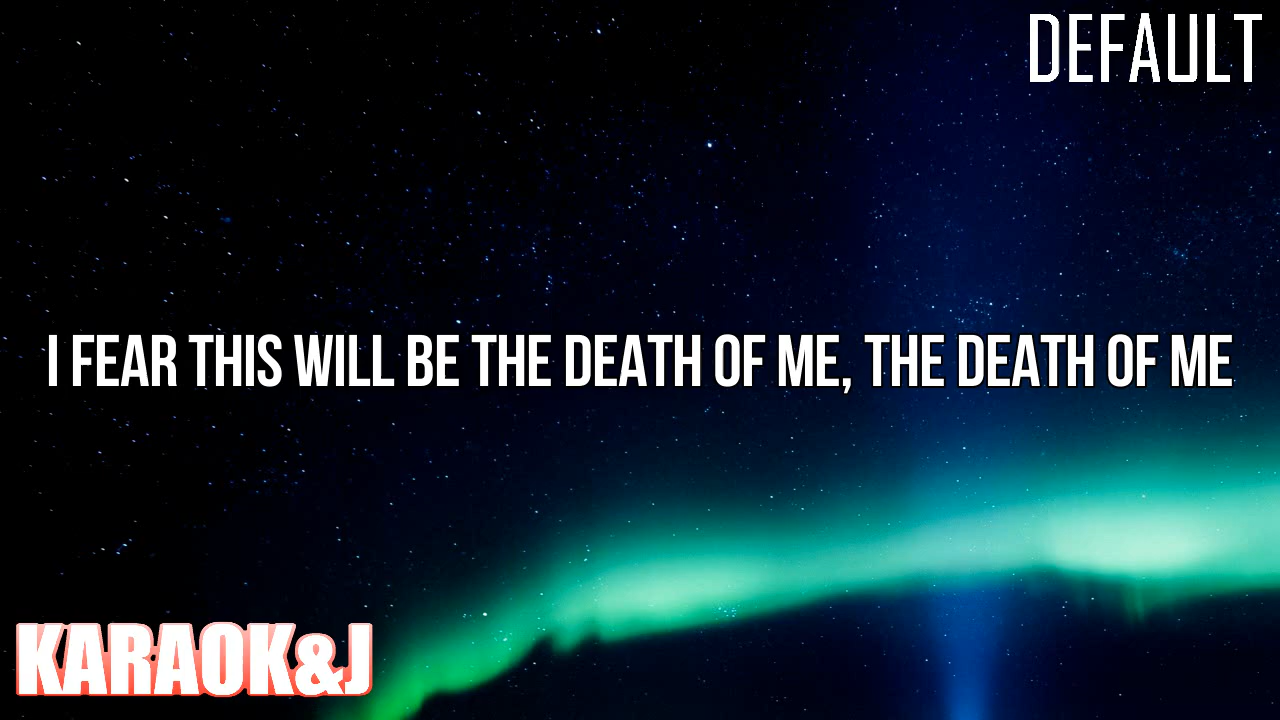 DEFAULT
I FEAR THIS WILL BE THE DEATH OF ME, THE DEATH OF ME
KARAOK&J